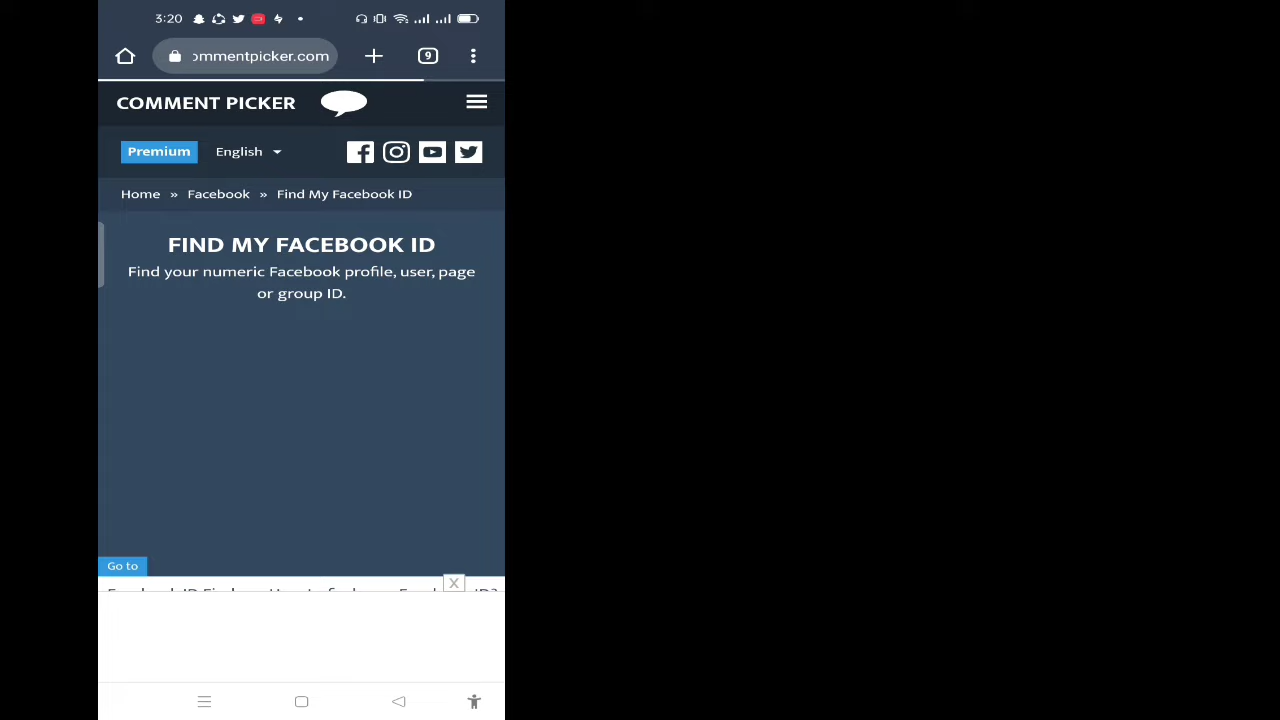 3:20
ommentpicker.com
9
COMMENT PICKER
Premium English
Home » Facebook » Find My Facebook ID
FIND MY FACEBOOK ID
Find your numeric Facebook profile, user, page
or group ID.
Go to
X